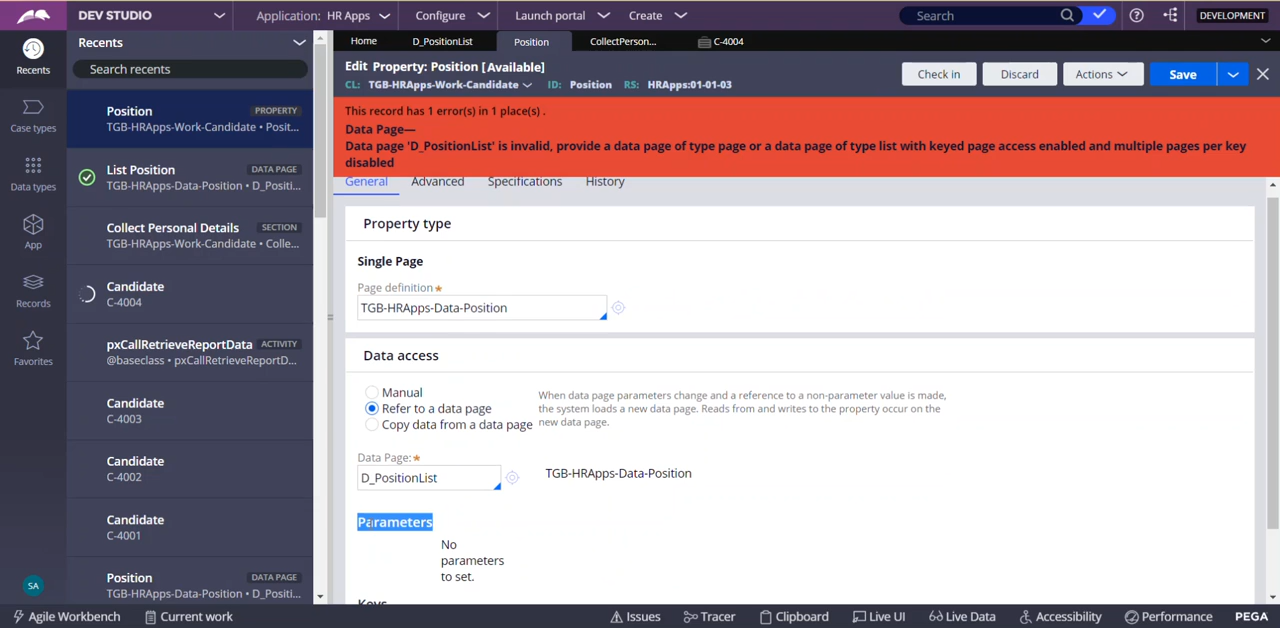 DEV STUDIO
Application: HR Apps
Configure
Launch portal
Create
Search
DEVELOPMENT
Recents
Case types
Data types
App
Records
Favorites
SA
Recents
Search recents
Position PROPERTY
TGB-HRApps-Work-Candidate • Posit...
List Position DATA PAGE
TGB-HRApps-Data-Position • D_Positi...
Collect Personal Details SECTION
TGB-HRApps-Work-Candidate • Colle...
Candidate
C-4004
pxCallRetrieveReportData ACTIVITY
@baseclass • pxCallRetrieveReportD...
Candidate
C-4003
Candidate
C-4002
Candidate
C-4001
Position DATA PAGE
TGB-HRApps-Data-Position • D_Positi...
Home
D_PositionList
Position
CollectPerson...
C-4004
Edit Property: Position [Available]
CL: TGB-HRApps-Work-Candidate ID: Position RS: HRApps:01-01-03
Check in
Discard
Actions
Save
This record has 1 error(s) in 1 place(s) .
Data Page—
Data page 'D_PositionList' is invalid, provide a data page of type page or a data page of type list with keyed page access enabled and multiple pages per key
disabled
General
Advanced
Specifications
History
Property type
Single Page
Page definition *
TGB-HRApps-Data-Position
Data access
Manual
Refer to a data page
Copy data from a data page
When data page parameters change and a reference to a non-parameter value is made,
the system loads a new data page. Reads from and writes to the property occur on the
new data page.
Data Page: *
D_PositionList
TGB-HRApps-Data-Position
Parameters
No
parameters
to set.
Keys
Agile Workbench
Current work
Issues
Tracer
Clipboard
Live UI
Live Data
Accessibility
Performance
PEGA